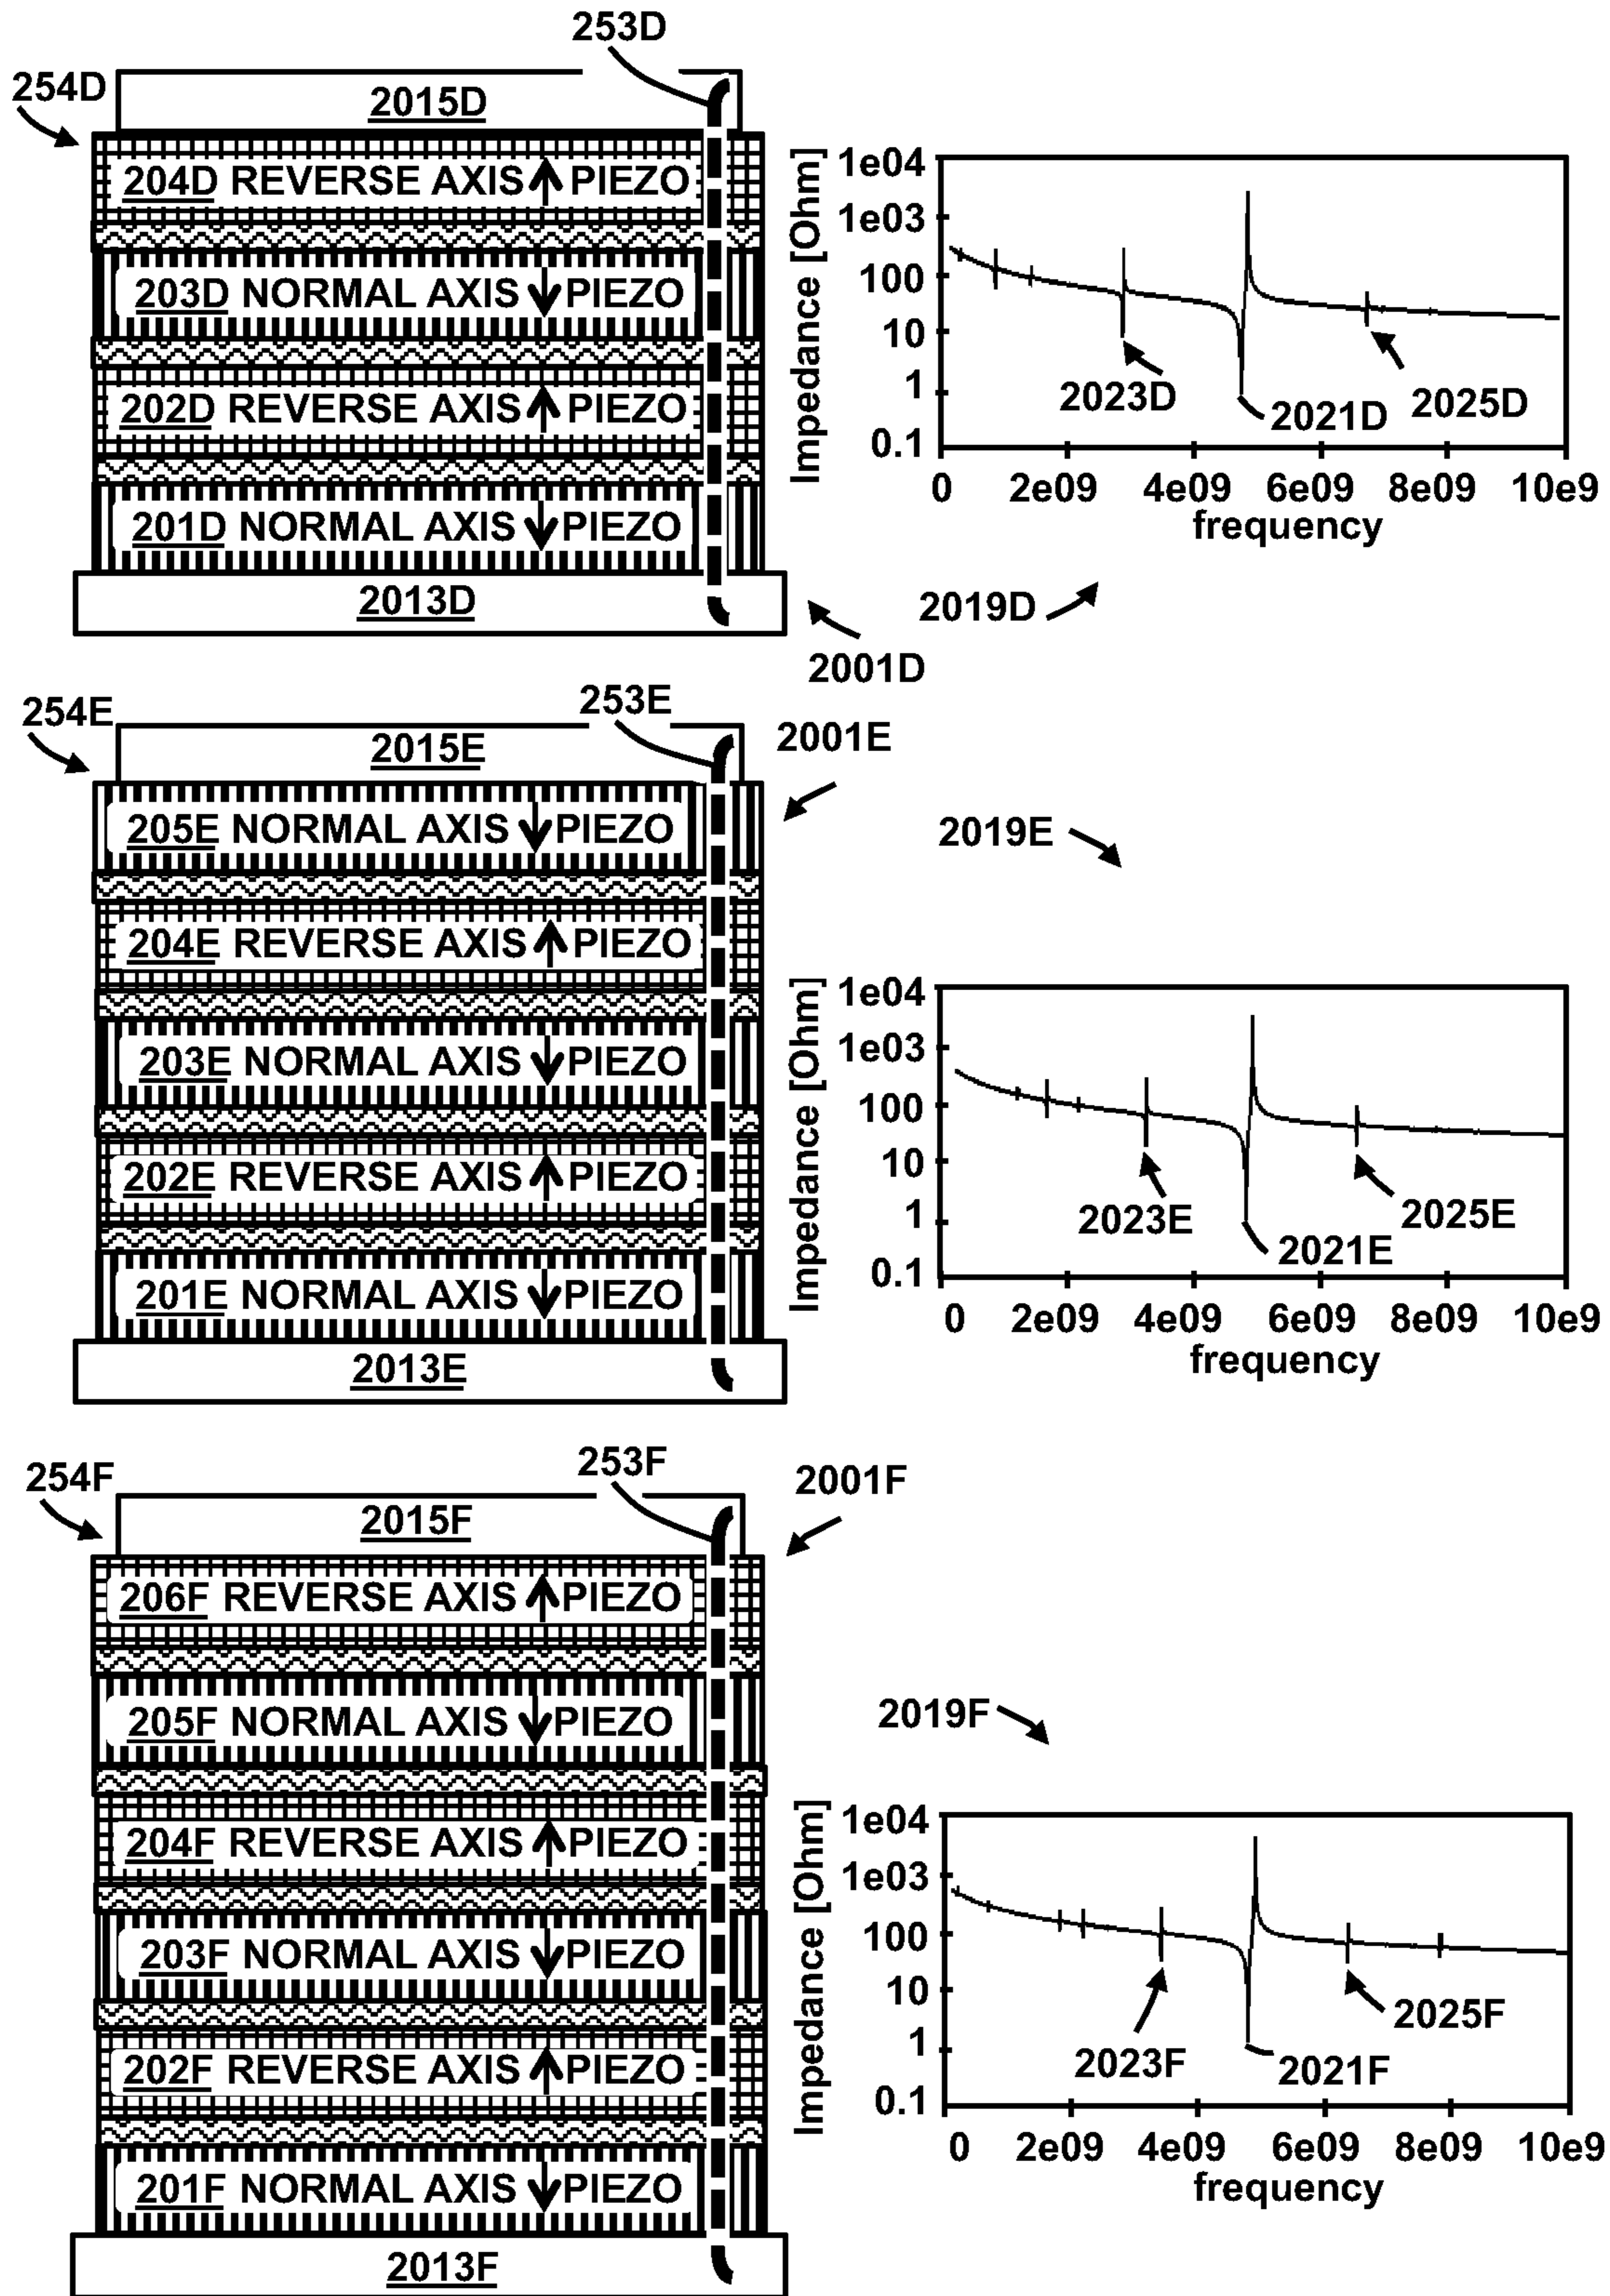 253D
254D
2015D
204D REVERSE AXIS PIEZO
203D NORMAL AXIS PIEZO
202D REVERSE AXIS PIEZO
201D NORMAL AXIS PIEZO
2013D
2001D
Impedance [Ohm]
1e04
1e03
100
10
1
0.1
2023D
2021D
2025D
0 2e09 4e09 6e09 8e09 10e9
frequency
2019D
253E
254E
2015E
2001E
205E NORMAL AXIS PIEZO
204E REVERSE AXIS PIEZO
203E NORMAL AXIS PIEZO
202E REVERSE AXIS PIEZO
201E NORMAL AXIS PIEZO
2013E
2019E
Impedance [Ohm]
1e04
1e03
100
10
1
0.1
2023E
2021E
2025E
0 2e09 4e09 6e09 8e09 10e9
frequency
253F
254F
2015F
2001F
206F REVERSE AXIS PIEZO
205F NORMAL AXIS PIEZO
204F REVERSE AXIS PIEZO
203F NORMAL AXIS PIEZO
202F REVERSE AXIS PIEZO
201F NORMAL AXIS PIEZO
2013F
2019F
Impedance [Ohm]
1e04
1e03
100
10
1
0.1
2023F
2021F
2025F
0 2e09 4e09 6e09 8e09 10e9
frequency